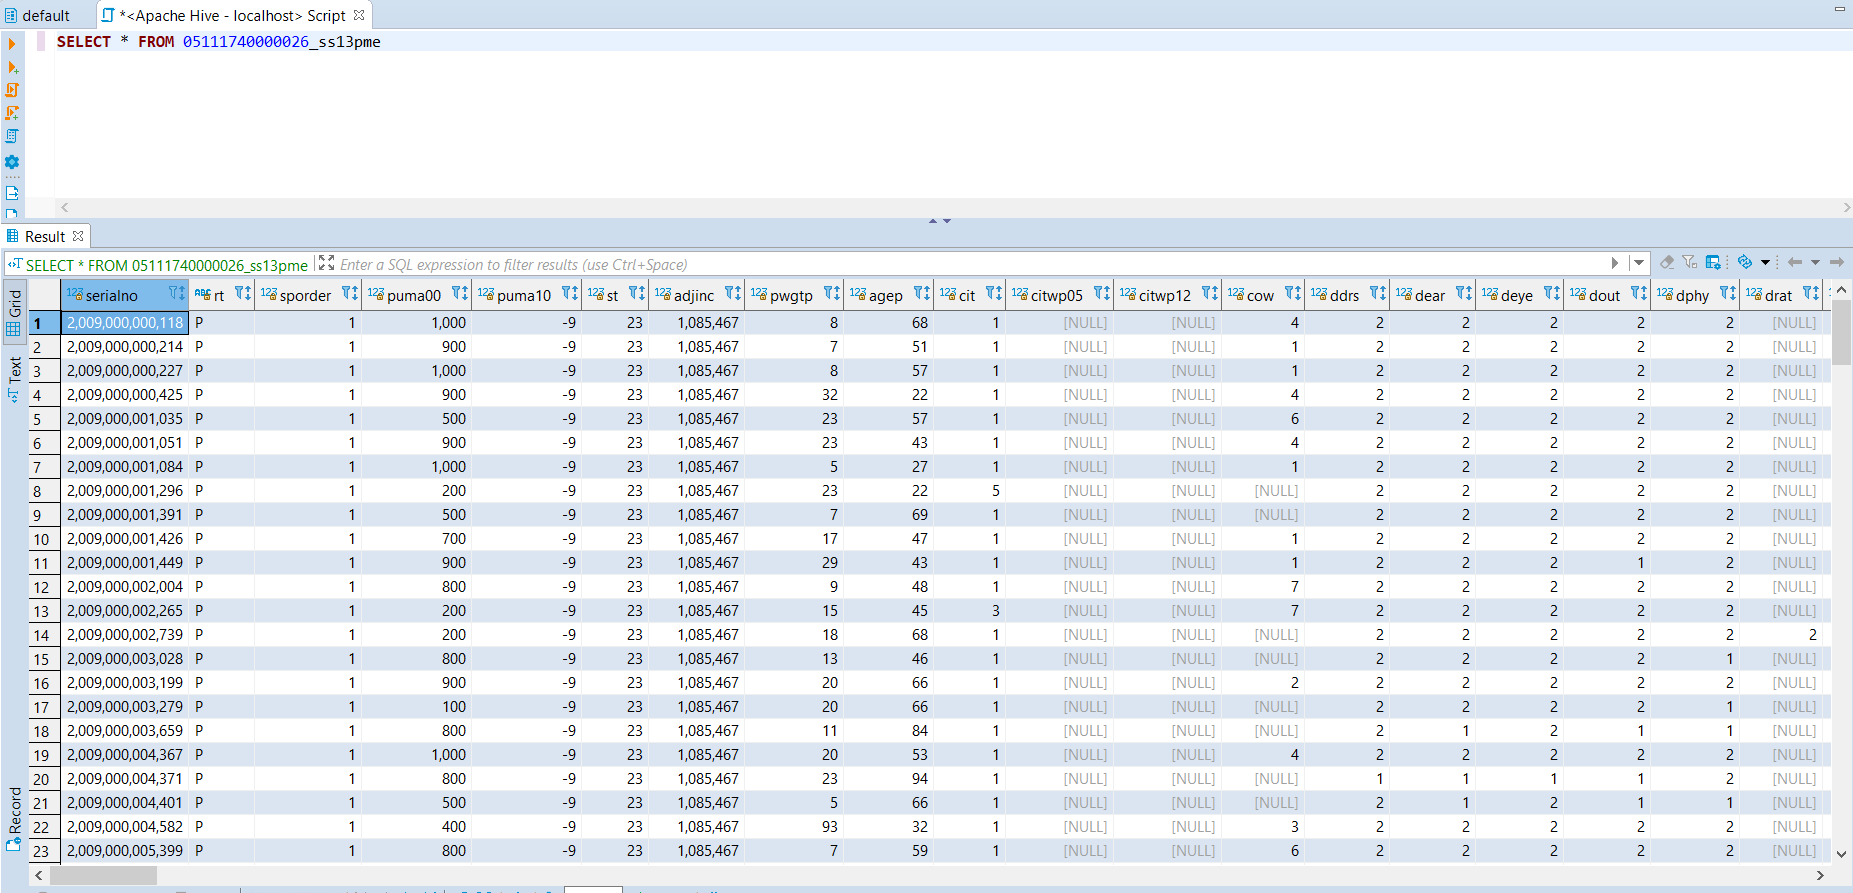 default
*<Apache Hive - localhost> Script
SELECT * FROM 05111740000026_ss13pme
Result
SELECT * FROM 05111740000026_ss13pme Enter a SQL expression to filter results (use Ctrl+Space)
Grid
Text
Record
123 serialno ABC rt 123 sporder 123 puma00 123 puma10 123 st 123 adjinc 123 pwgtp 123 agep 123 cit 123 citwp05 123 citwp12 123 cow 123 ddrs 123 dear 123 deye 123 dout 123 dphy 123 drat
1 2,009,000,000,118 P 1 1,000 -9 23 1,085,467 8 68 1 [NULL] [NULL] 4 2 2 2 2 2 [NULL]
2 2,009,000,000,214 P 1 900 -9 23 1,085,467 7 51 1 [NULL] [NULL] 1 2 2 2 2 2 [NULL]
3 2,009,000,000,227 P 1 1,000 -9 23 1,085,467 8 57 1 [NULL] [NULL] 1 2 2 2 2 2 [NULL]
4 2,009,000,000,425 P 1 900 -9 23 1,085,467 32 22 1 [NULL] [NULL] 4 2 2 2 2 2 [NULL]
5 2,009,000,001,035 P 1 500 -9 23 1,085,467 23 57 1 [NULL] [NULL] 6 2 2 2 2 2 [NULL]
6 2,009,000,001,051 P 1 900 -9 23 1,085,467 23 43 1 [NULL] [NULL] 4 2 2 2 2 2 [NULL]
7 2,009,000,001,084 P 1 1,000 -9 23 1,085,467 5 27 1 [NULL] [NULL] 1 2 2 2 2 2 [NULL]
8 2,009,000,001,296 P 1 200 -9 23 1,085,467 23 22 5 [NULL] [NULL] [NULL] 2 2 2 2 2 [NULL]
9 2,009,000,001,391 P 1 500 -9 23 1,085,467 7 69 1 [NULL] [NULL] [NULL] 2 2 2 2 2 [NULL]
10 2,009,000,001,426 P 1 700 -9 23 1,085,467 17 47 1 [NULL] [NULL] 1 2 2 2 2 2 [NULL]
11 2,009,000,001,449 P 1 900 -9 23 1,085,467 29 43 1 [NULL] [NULL] 1 2 2 2 1 2 [NULL]
12 2,009,000,002,004 P 1 800 -9 23 1,085,467 9 48 1 [NULL] [NULL] 7 2 2 2 2 2 [NULL]
13 2,009,000,002,265 P 1 200 -9 23 1,085,467 15 45 3 [NULL] [NULL] 7 2 2 2 2 2 [NULL]
14 2,009,000,002,739 P 1 200 -9 23 1,085,467 18 68 1 [NULL] [NULL] [NULL] 2 2 2 2 2 2
15 2,009,000,003,028 P 1 800 -9 23 1,085,467 13 46 1 [NULL] [NULL] [NULL] 2 2 2 2 1 [NULL]
16 2,009,000,003,199 P 1 900 -9 23 1,085,467 20 66 1 [NULL] [NULL] 2 2 2 2 2 2 [NULL]
17 2,009,000,003,279 P 1 100 -9 23 1,085,467 20 66 1 [NULL] [NULL] [NULL] 2 2 2 2 1 [NULL]
18 2,009,000,003,659 P 1 800 -9 23 1,085,467 11 84 1 [NULL] [NULL] [NULL] 2 1 2 1 1 [NULL]
19 2,009,000,004,367 P 1 1,000 -9 23 1,085,467 20 53 1 [NULL] [NULL] 4 2 2 2 2 2 [NULL]
20 2,009,000,004,371 P 1 800 -9 23 1,085,467 23 94 1 [NULL] [NULL] [NULL] 1 1 1 1 2 [NULL]
21 2,009,000,004,401 P 1 500 -9 23 1,085,467 5 66 1 [NULL] [NULL] [NULL] 2 1 2 1 1 [NULL]
22 2,009,000,004,582 P 1 400 -9 23 1,085,467 93 32 1 [NULL] [NULL] 3 2 2 2 2 2 [NULL]
23 2,009,000,005,399 P 1 800 -9 23 1,085,467 7 59 1 [NULL] [NULL] 6 2 2 2 2 2 [NULL]